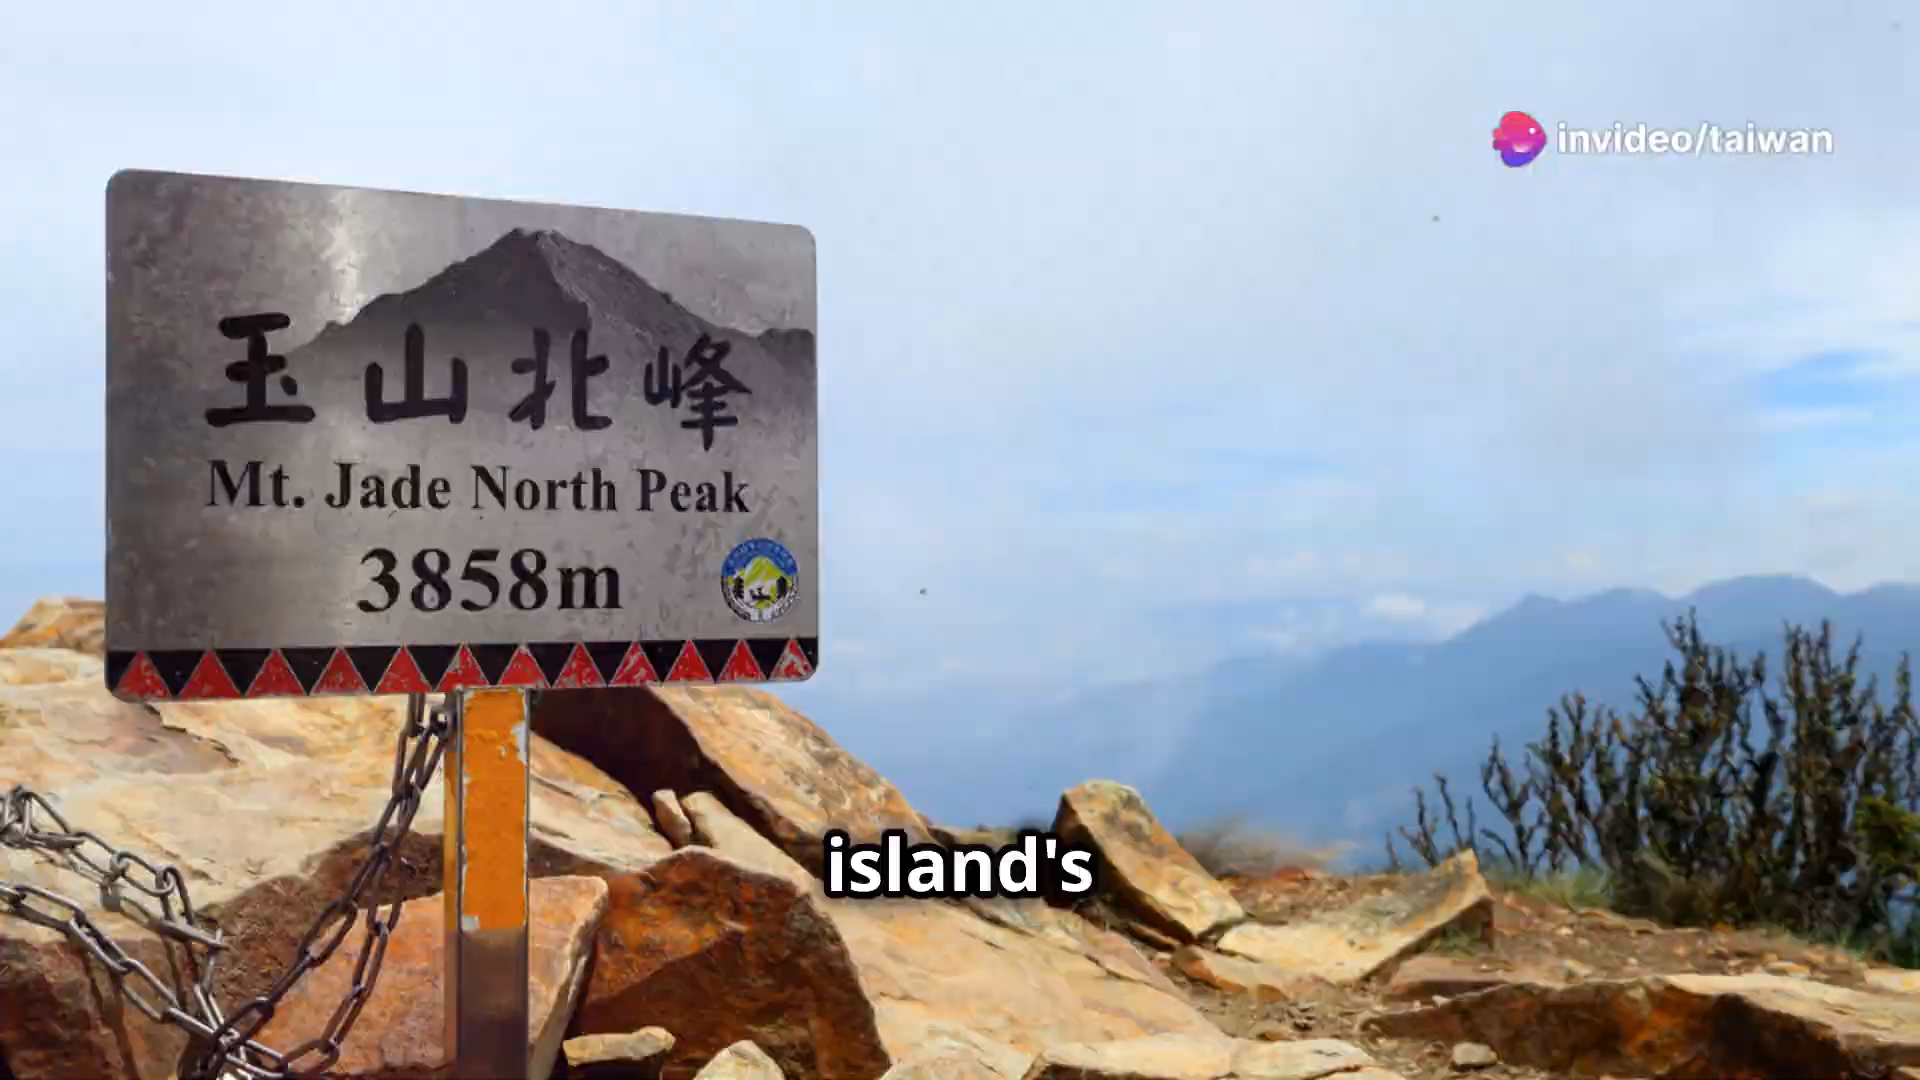 invideo/taiwan
玉山北峰
Mt. Jade North Peak
3858m
island's